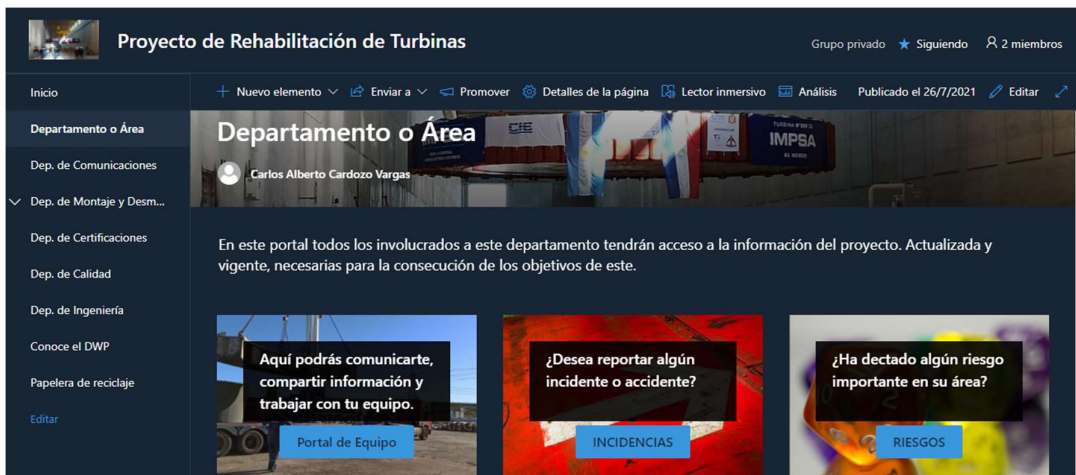 Proyecto de Rehabilitación de Turbinas
Grupo privado Siguiendo 2 miembros
Inicio
Nuevo elemento Enviar a Promover Detalles de la página Lector inmersivo Análisis Publicado el 26/7/2021 Editar
Departamento o Área
Dep. de Comunicaciones
Dep. de Montaje y Desm...
Dep. de Certificaciones
Dep. de Calidad
Dep. de Ingeniería
Conoce el DWP
Papelera de reciclaje
Editar
Departamento o Área
Carlos Alberto Cardozo Vargas
CIE
IMPSA
En este portal todos los involucrados a este departamento tendrán acceso a la información del proyecto. Actualizada y
vigente, necesarias para la consecución de los objetivos de este.
Aquí podrás comunicarte,
compartir información y
trabajar con tu equipo.
Portal de Equipo
¿Desea reportar algún
incidente o accidente?
INCIDENCIAS
¿Ha dectado algún riesgo
importante en su área?
RIESGOS